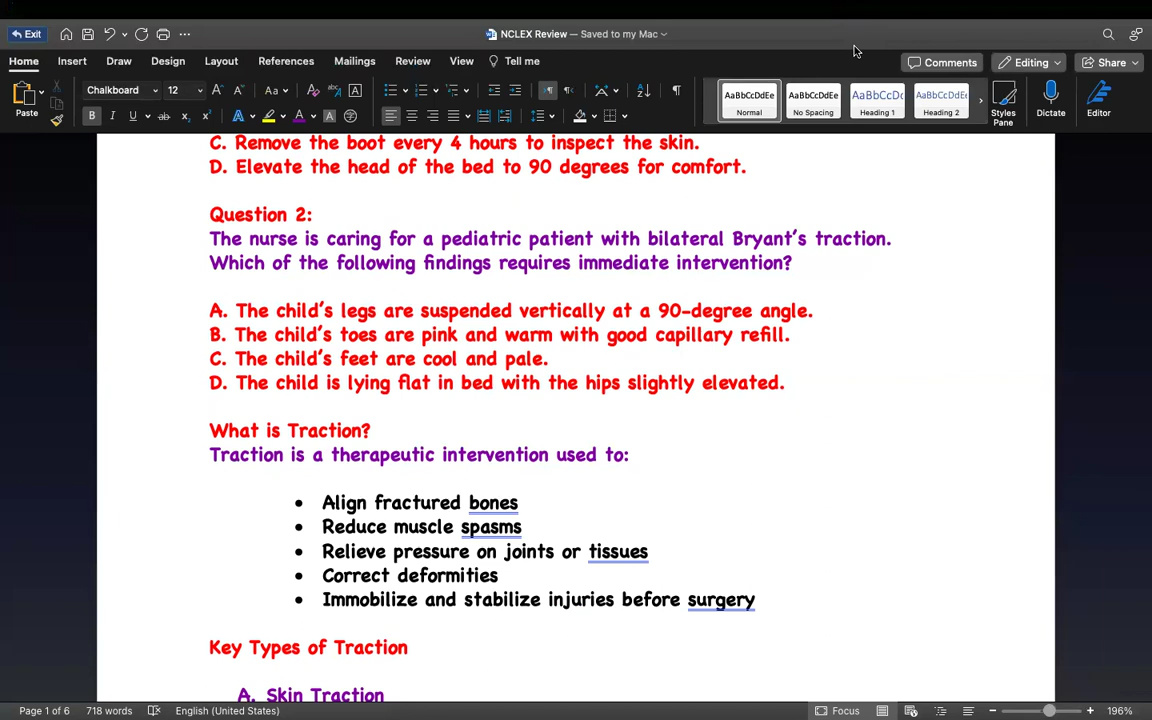 Exit
NCLEX Review — Saved to my Mac
Home Insert Draw Design Layout References Mailings Review View Tell me
Comments Editing Share
Paste
Chalkboard 12
AaBbCcDdEe AaBbCcDdEe AaBbCcDc AaBbCcDdEe
Normal No Spacing Heading 1 Heading 2
Styles Pane
Dictate
Editor
C. Remove the boot every 4 hours to inspect the skin.
D. Elevate the head of the bed to 90 degrees for comfort.
Question 2:
The nurse is caring for a pediatric patient with bilateral Bryant's traction.
Which of the following findings requires immediate intervention?
A. The child's legs are suspended vertically at a 90-degree angle.
B. The child's toes are pink and warm with good capillary refill.
C. The child's feet are cool and pale.
D. The child is lying flat in bed with the hips slightly elevated.
What is Traction?
Traction is a therapeutic intervention used to:
• Align fractured bones
• Reduce muscle spasms
• Relieve pressure on joints or tissues
• Correct deformities
• Immobilize and stabilize injuries before surgery
Key Types of Traction
A. Skin Traction
Page 1 of 6 718 words English (United States) Focus 196%